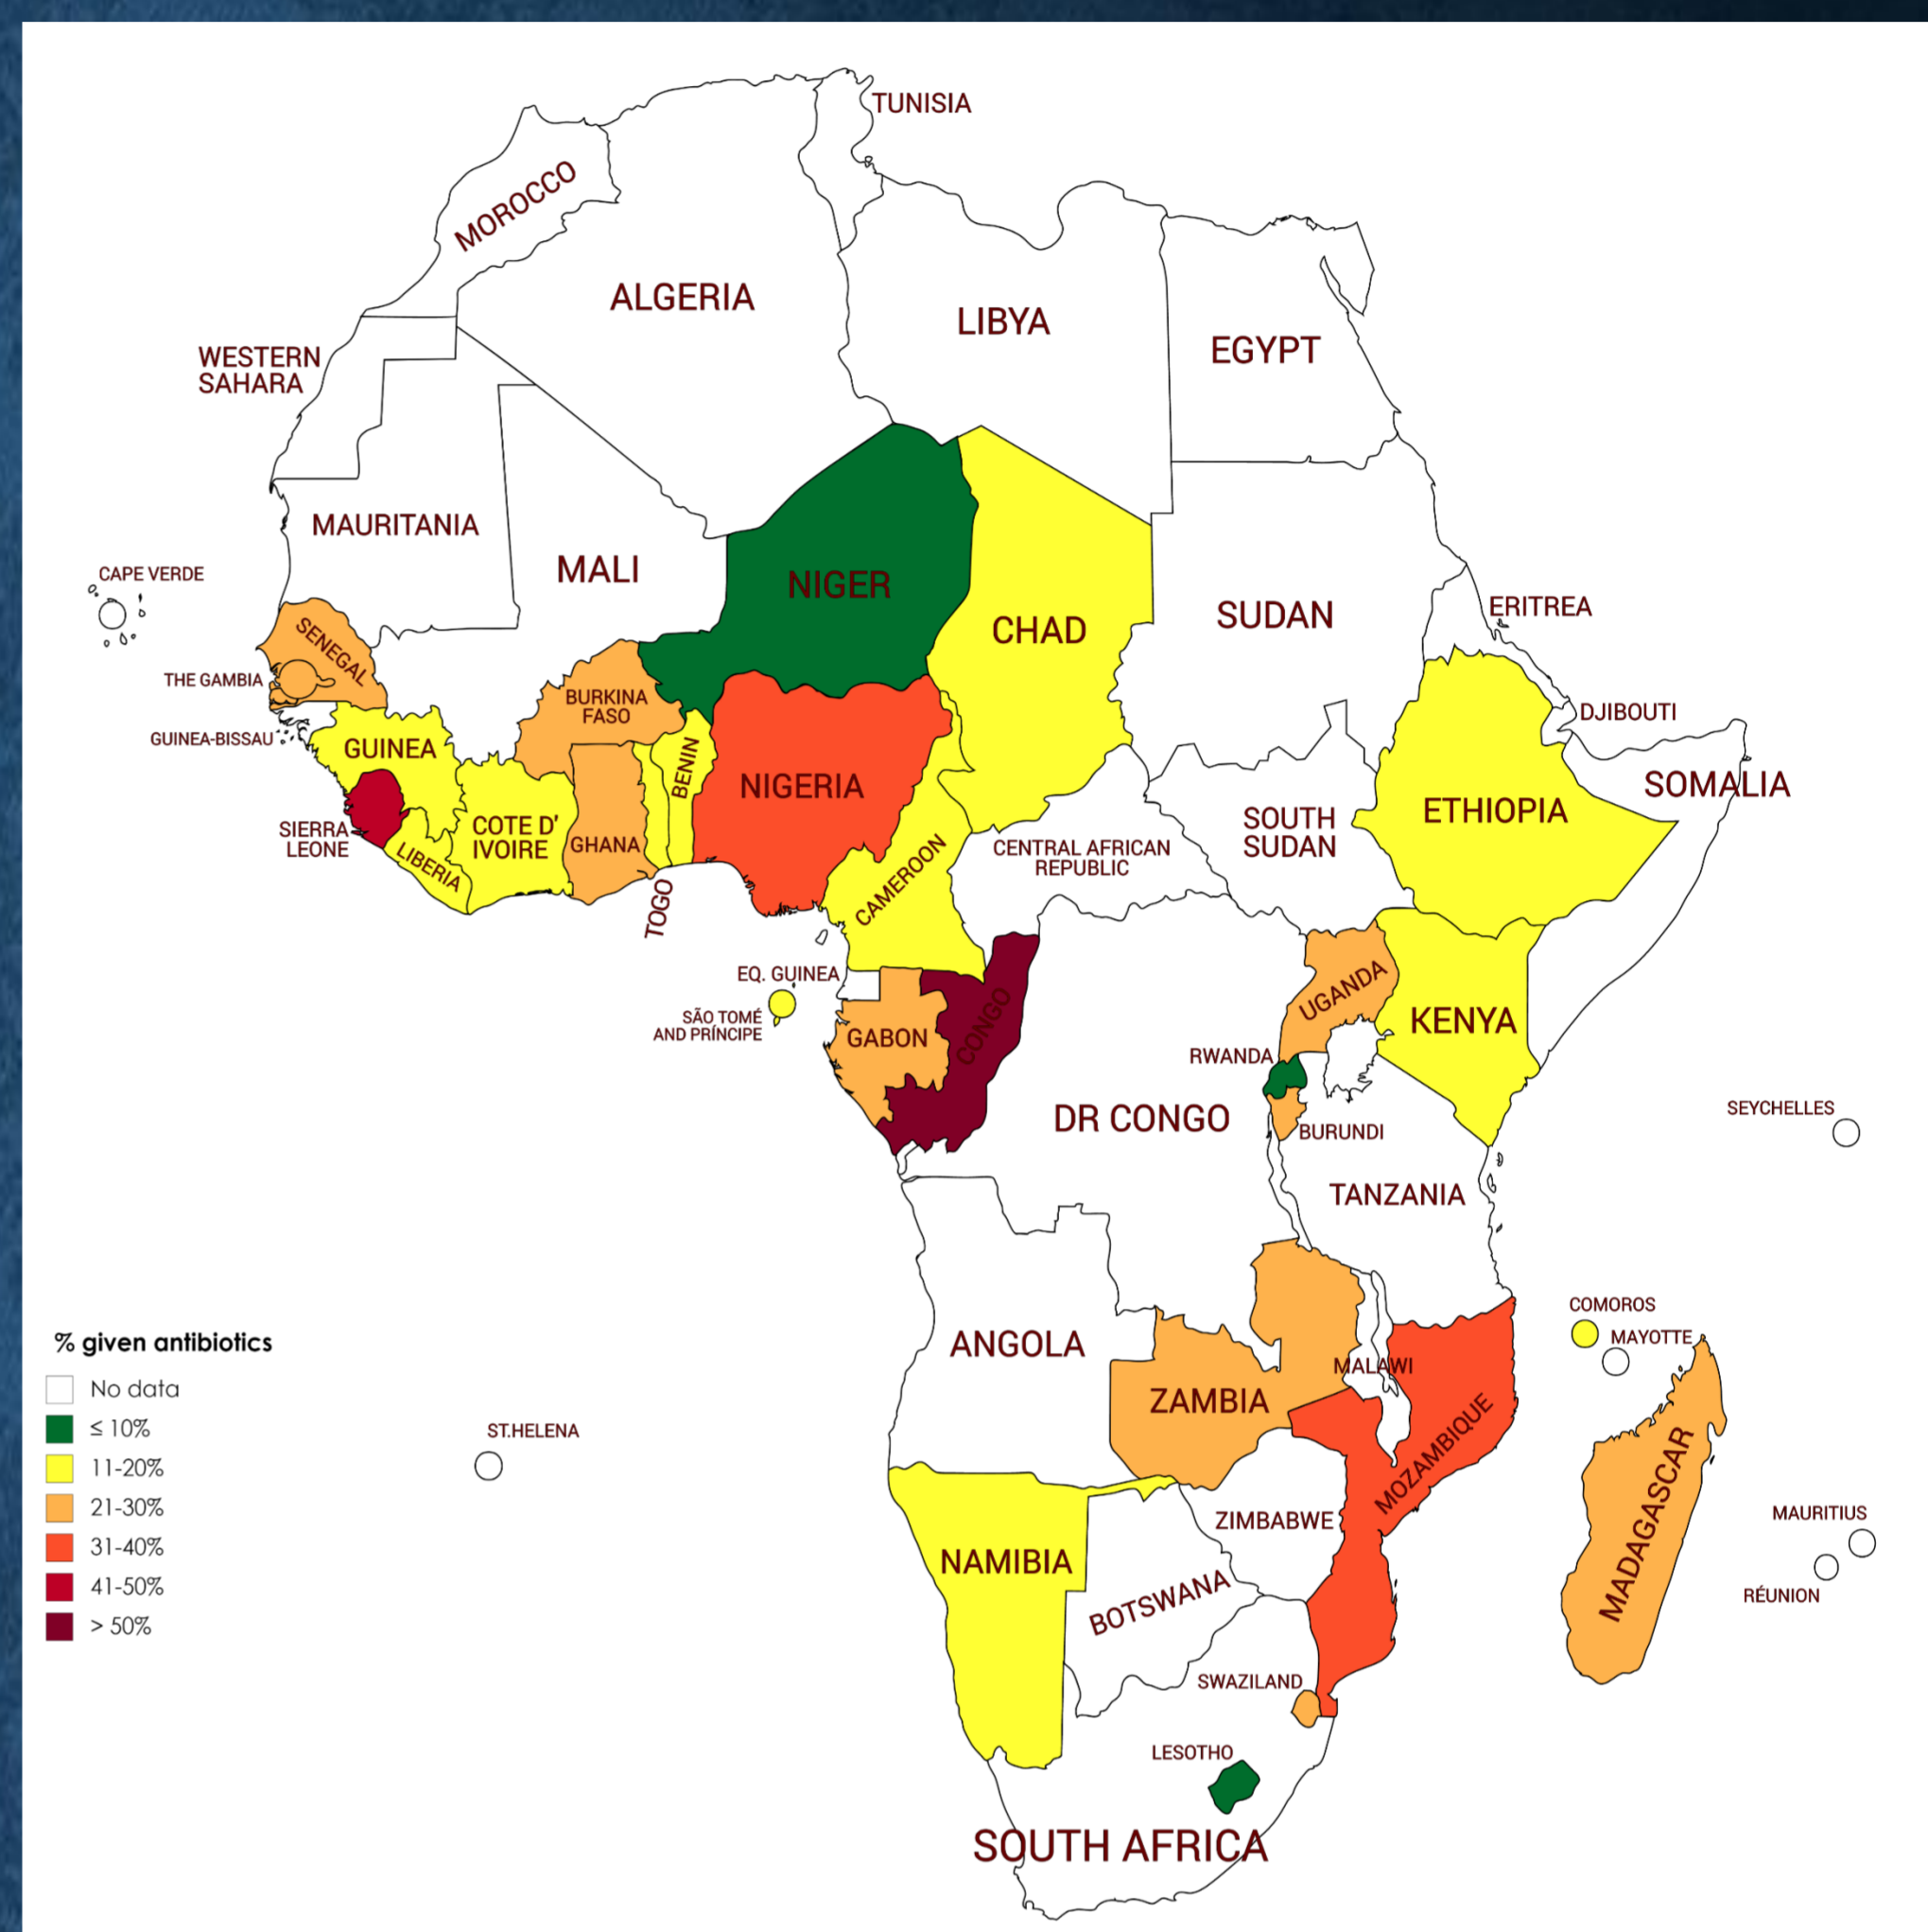 TUNISIA
MOROCCO
ALGERIA
LIBYA
EGYPT
WESTERN
SAHARA
MAURITANIA
MALI
NIGER
CHAD
SUDAN
ERITREA
CAPE VERDE
SENEGAL
THE GAMBIA
BURKINA
FASO
DJIBOUTI
GUINEA-BISSAU
GUINEA
BENIN
NIGERIA
SOMALIA
ETHIOPIA
SOUTH
SUDAN
SIERRA
LEONE
COTE D'
IVOIRE
GHANA
LIBERIA
TOGO
CAMEROON
CENTRAL AFRICAN
REPUBLIC
EQ. GUINEA
SÃO TOMÉ
AND PRÍNCIPE
GABON
CONGO
UGANDA
KENYA
RWANDA
DR CONGO
BURUNDI
SEYCHELLES
TANZANIA
COMOROS
MAYOTTE
ANGOLA
MALAWI
ZAMBIA
MOZAMBIQUE
MADAGASCAR
% given antibiotics
No data
≤ 10%
11-20%
21-30%
31-40%
41-50%
> 50%
ST.HELENA
ZIMBABWE
MAURITIUS
RÉUNION
NAMIBIA
BOTSWANA
SWAZILAND
LESOTHO
SOUTH AFRICA